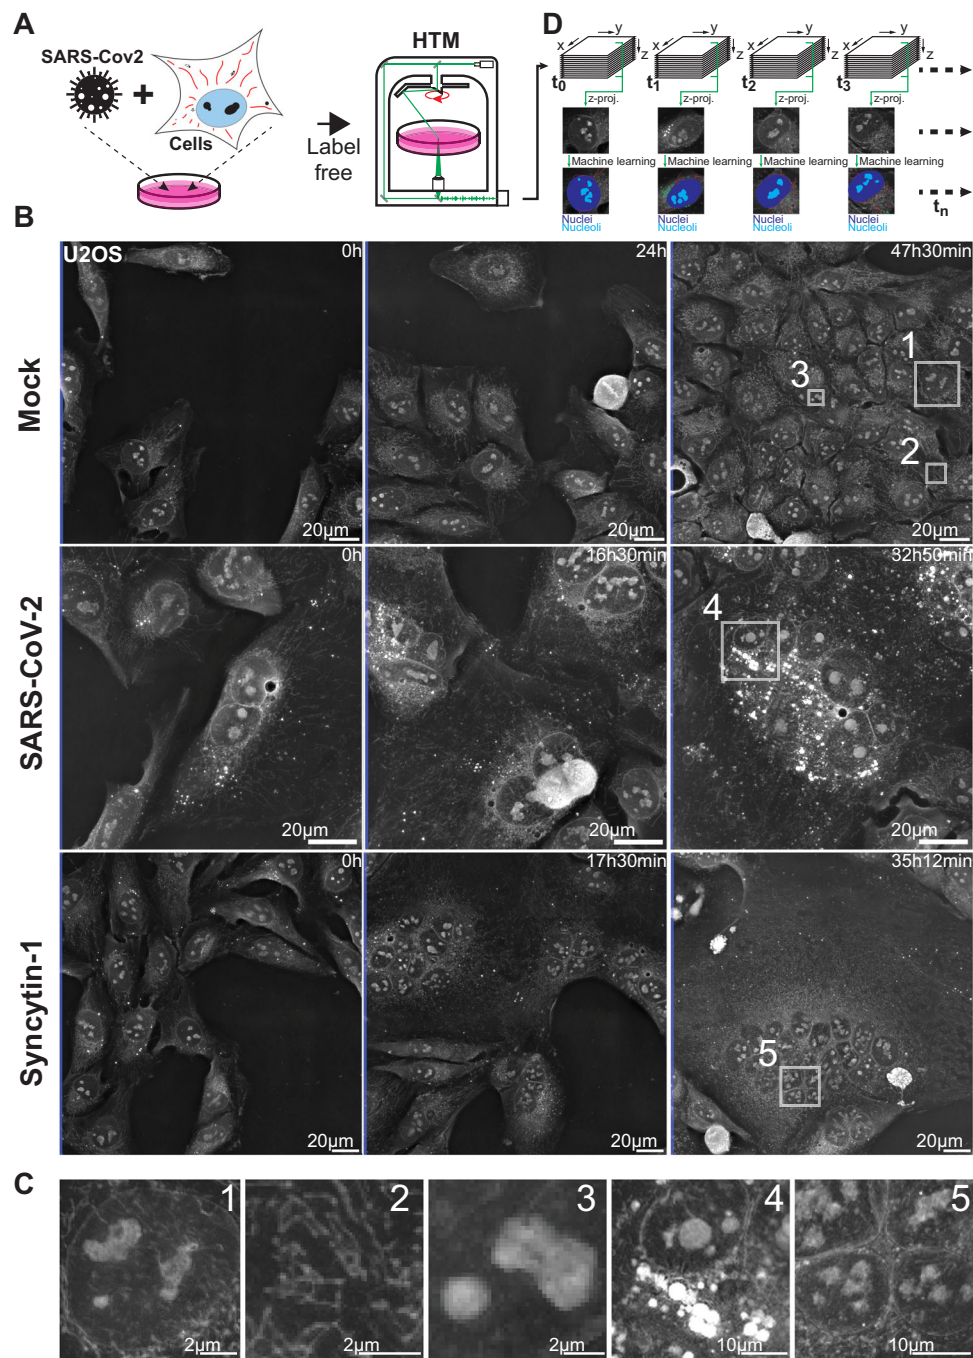 A
SARS-Cov2
Cells
Label
free
HTM
D
x y z
x y z
x y z
x y z
t0 t1 t2 t3
z-proj. z-proj. z-proj. z-proj.
Machine learning Machine learning Machine learning Machine learning
Nuclei Nuclei Nuclei Nuclei
Nucleoli Nucleoli Nucleoli Nucleoli
tn
B
U2OS
Mock
0h
20µm
24h
20µm
47h30min
1
2
3
20µm
SARS-CoV-2
0h
20µm
16h30min
20µm
32h50min
4
20µm
Syncytin-1
0h
20µm
17h30min
20µm
35h12min
5
20µm
C
1
2µm
2
2µm
3
2µm
4
10µm
5
10µm